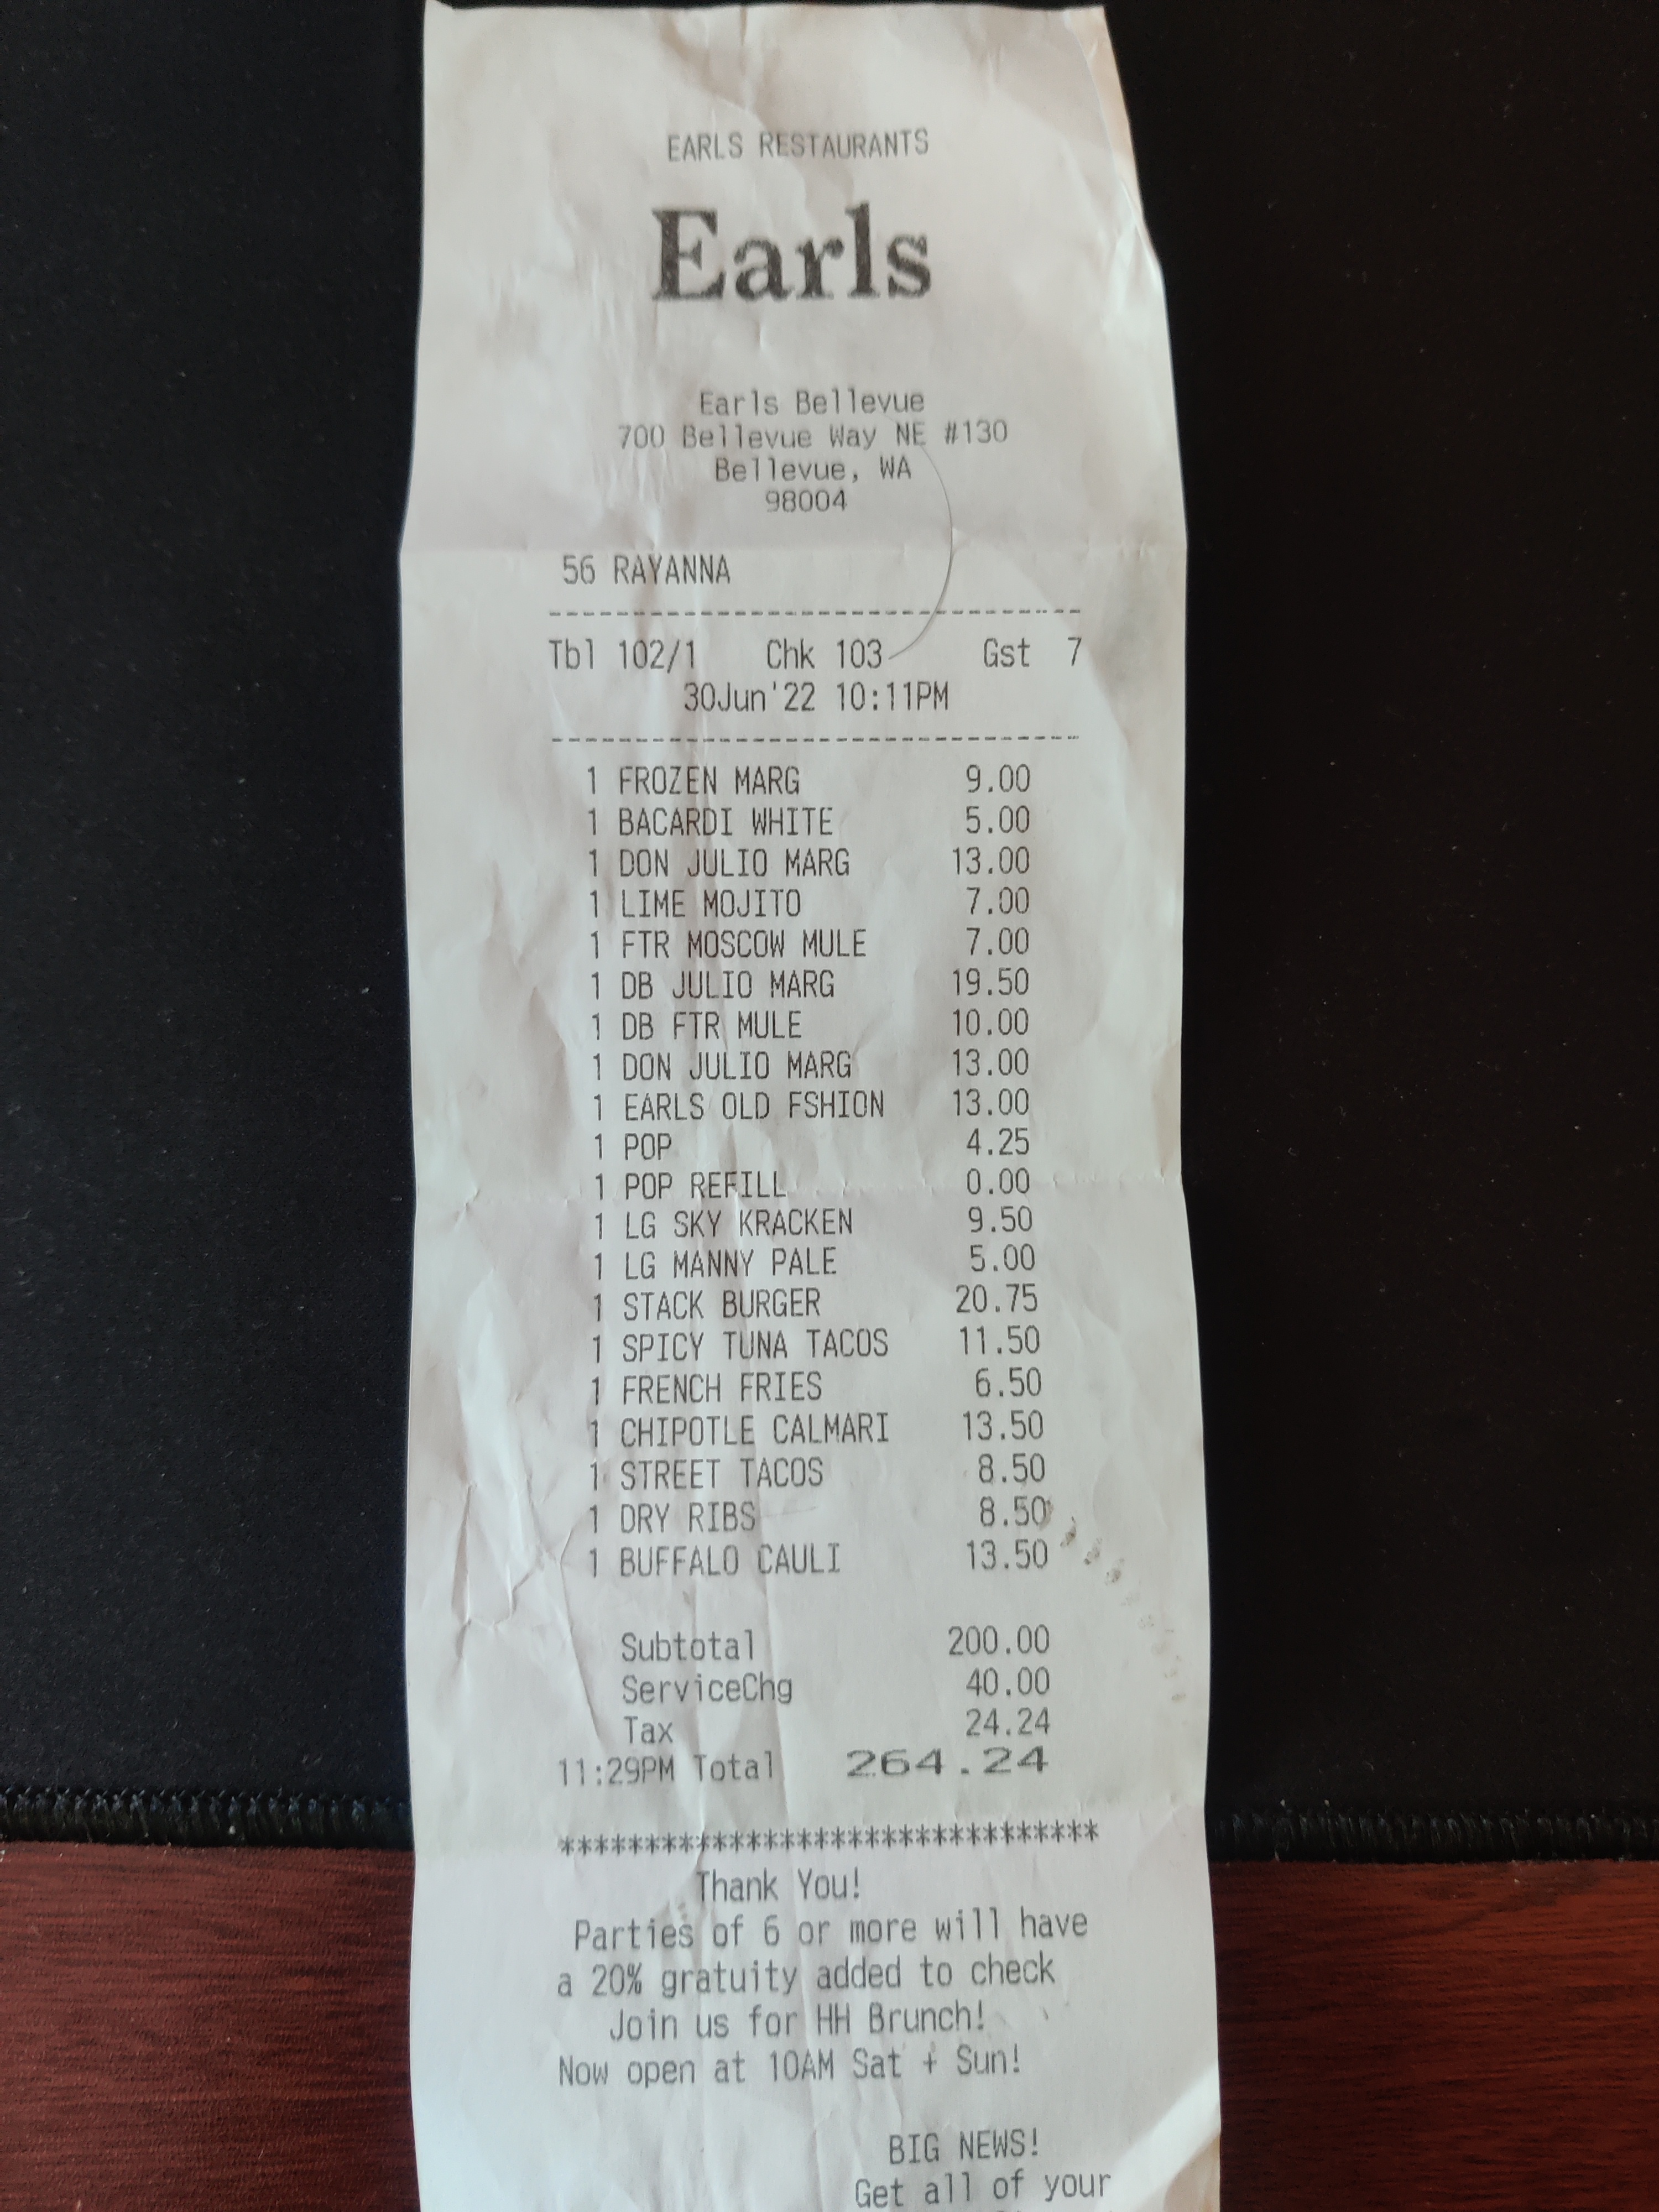 EARLS RESTAURANTS
Earls
Earls Bellevue
700 Bellevue Way NE #130
Bellevue, WA
98004
56 RAYANNA
--------------------------------
Tbl 102/1 Chk 103 Gst 7
30Jun'22 10:11PM
--------------------------------
1 FROZEN MARG 9.00
1 BACARDI WHITE 5.00
1 DON JULIO MARG 13.00
1 LIME MOJITO 7.00
1 FTR MOSCOW MULE 7.00
1 DB JULIO MARG 19.50
1 DB FTR MULE 10.00
1 DON JULIO MARG 13.00
1 EARLS OLD FSHION 13.00
1 POP 4.25
1 POP REFILL 0.00
1 LG SKY KRACKEN 9.50
1 LG MANNY PALE 5.00
1 STACK BURGER 20.75
1 SPICY TUNA TACOS 11.50
1 FRENCH FRIES 6.50
1 CHIPOTLE CALMARI 13.50
1 STREET TACOS 8.50
1 DRY RIBS 8.50
1 BUFFALO CAULI 13.50
Subtotal 200.00
ServiceChg 40.00
Tax 24.24
11:29PM Total 264.24
********************************
Thank You!
Parties of 6 or more will have
a 20% gratuity added to check
Join us for HH Brunch!
Now open at 10AM Sat + Sun!
BIG NEWS!
Get all of your